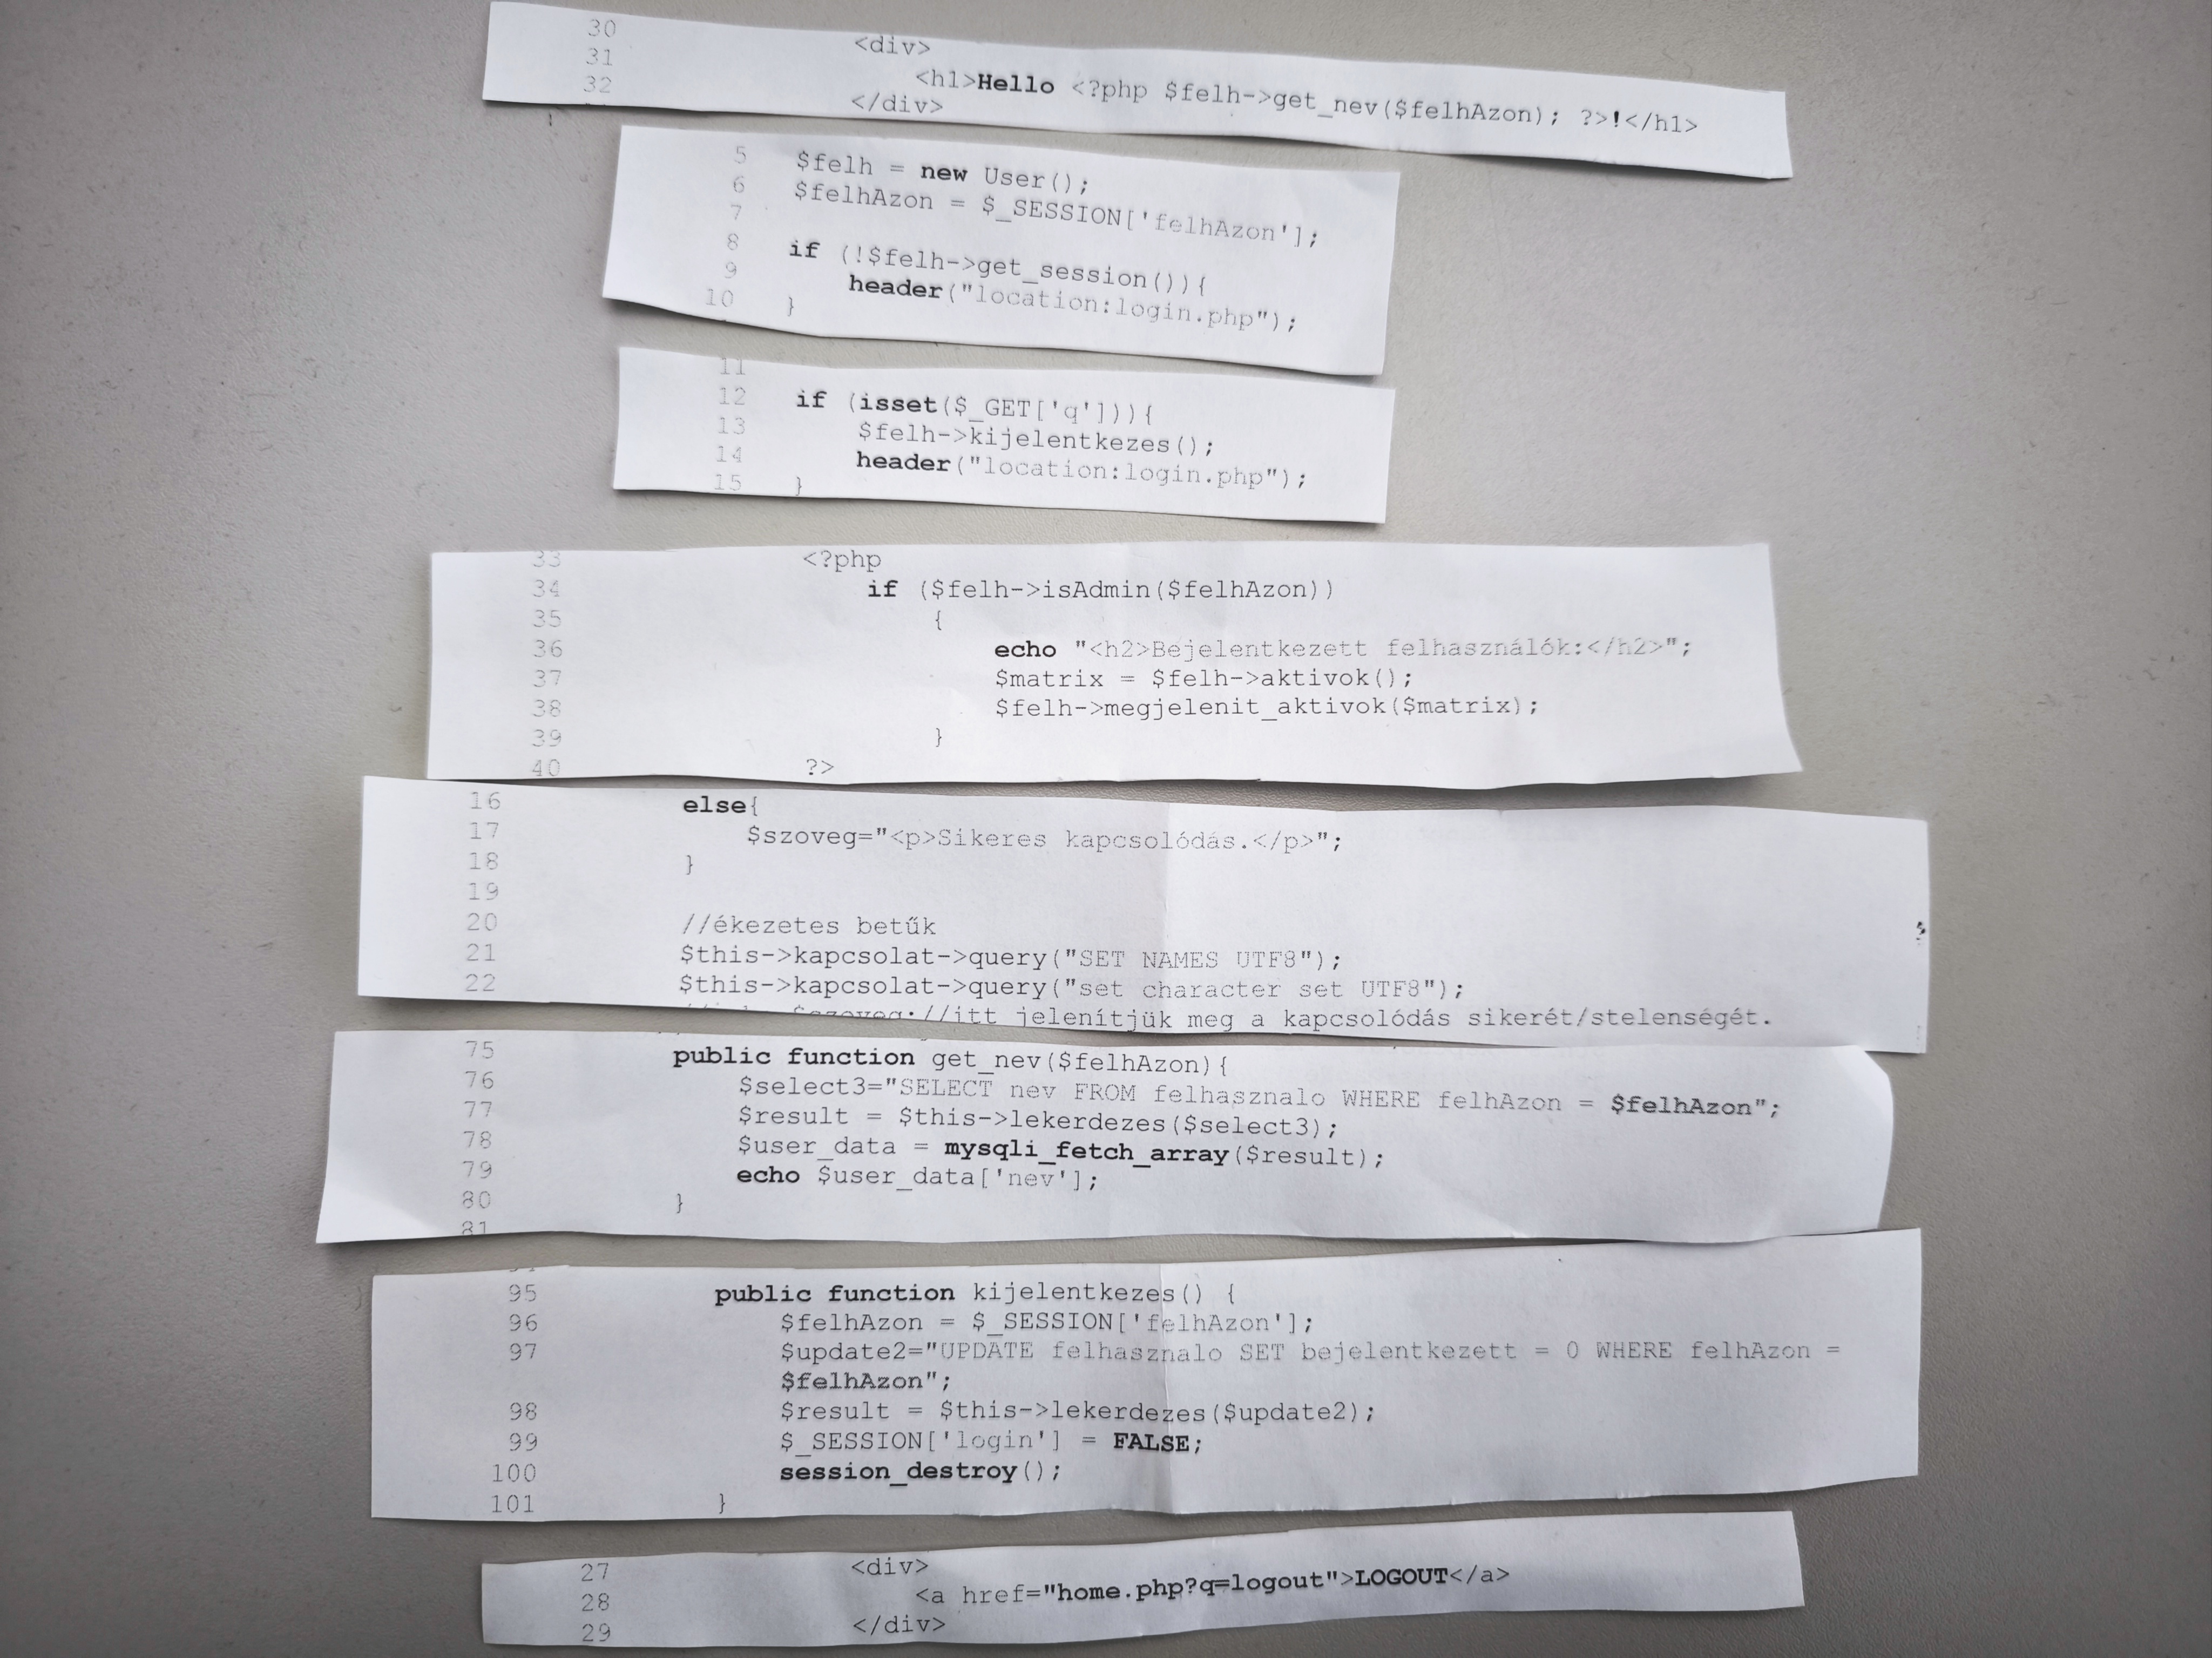 30
31 <div>
32 <h1>Hello <?php $felh->get_nev($felhAzon); ?>!</h1>
</div>
5 $felh = new User();
6 $felhAzon = $_SESSION['felhAzon'];
7
8 if (!$felh->get_session()){
9 header("location:login.php");
10 }
11
12 if (isset($_GET['q'])){
13 $felh->kijelentkezes();
14 header("location:login.php");
15 }
33 <?php
34 if ($felh->isAdmin($felhAzon))
35 {
36 echo "<h2>Bejelentkezett felhasználók:</h2>";
37 $matrix = $felh->aktivok();
38 $felh->megjelenit_aktivok($matrix);
39 }
40 ?>
16 else{
17 $szoveg="<p>Sikeres kapcsolódás.</p>";
18 }
19
20 //ékezetes betűk
21 $this->kapcsolat->query("SET NAMES UTF8");
22 $this->kapcsolat->query("set character set UTF8");
$szoveg;//itt jelenítjük meg a kapcsolódás sikerét/stelenségét.
75 public function get_nev($felhAzon){
76 $select3="SELECT nev FROM felhasznalo WHERE felhAzon = $felhAzon";
77 $result = $this->lekerdezes($select3);
78 $user_data = mysqli_fetch_array($result);
79 echo $user_data['nev'];
80 }
81
95 public function kijelentkezes() {
96 $felhAzon = $_SESSION['felhAzon'];
97 $update2="UPDATE felhasznalo SET bejelentkezett = 0 WHERE felhAzon =
$felhAzon";
98 $result = $this->lekerdezes($update2);
99 $_SESSION['login'] = FALSE;
100 session_destroy();
101 }
27 <div>
28 <a href="home.php?q=logout">LOGOUT</a>
29 </div>